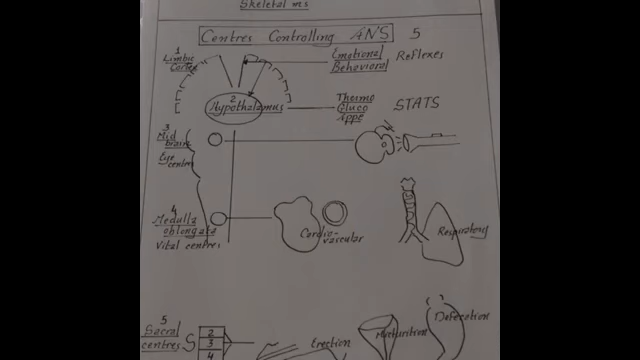 Skeletal ms
Centres Controlling ANS 5
1
Limbic
Cortex
Emotional
Behavioral
Reflexes
2
Hypothalamus
Thermo
Gluco
Appe
STATS
3
Mid
brain
Eye
centres
4
Medulla
oblongata
Vital centres
Cardio-
vascular
Respiratory
5
Sacral
centres
S
2
3
4
Erection
Micturition
Defecation